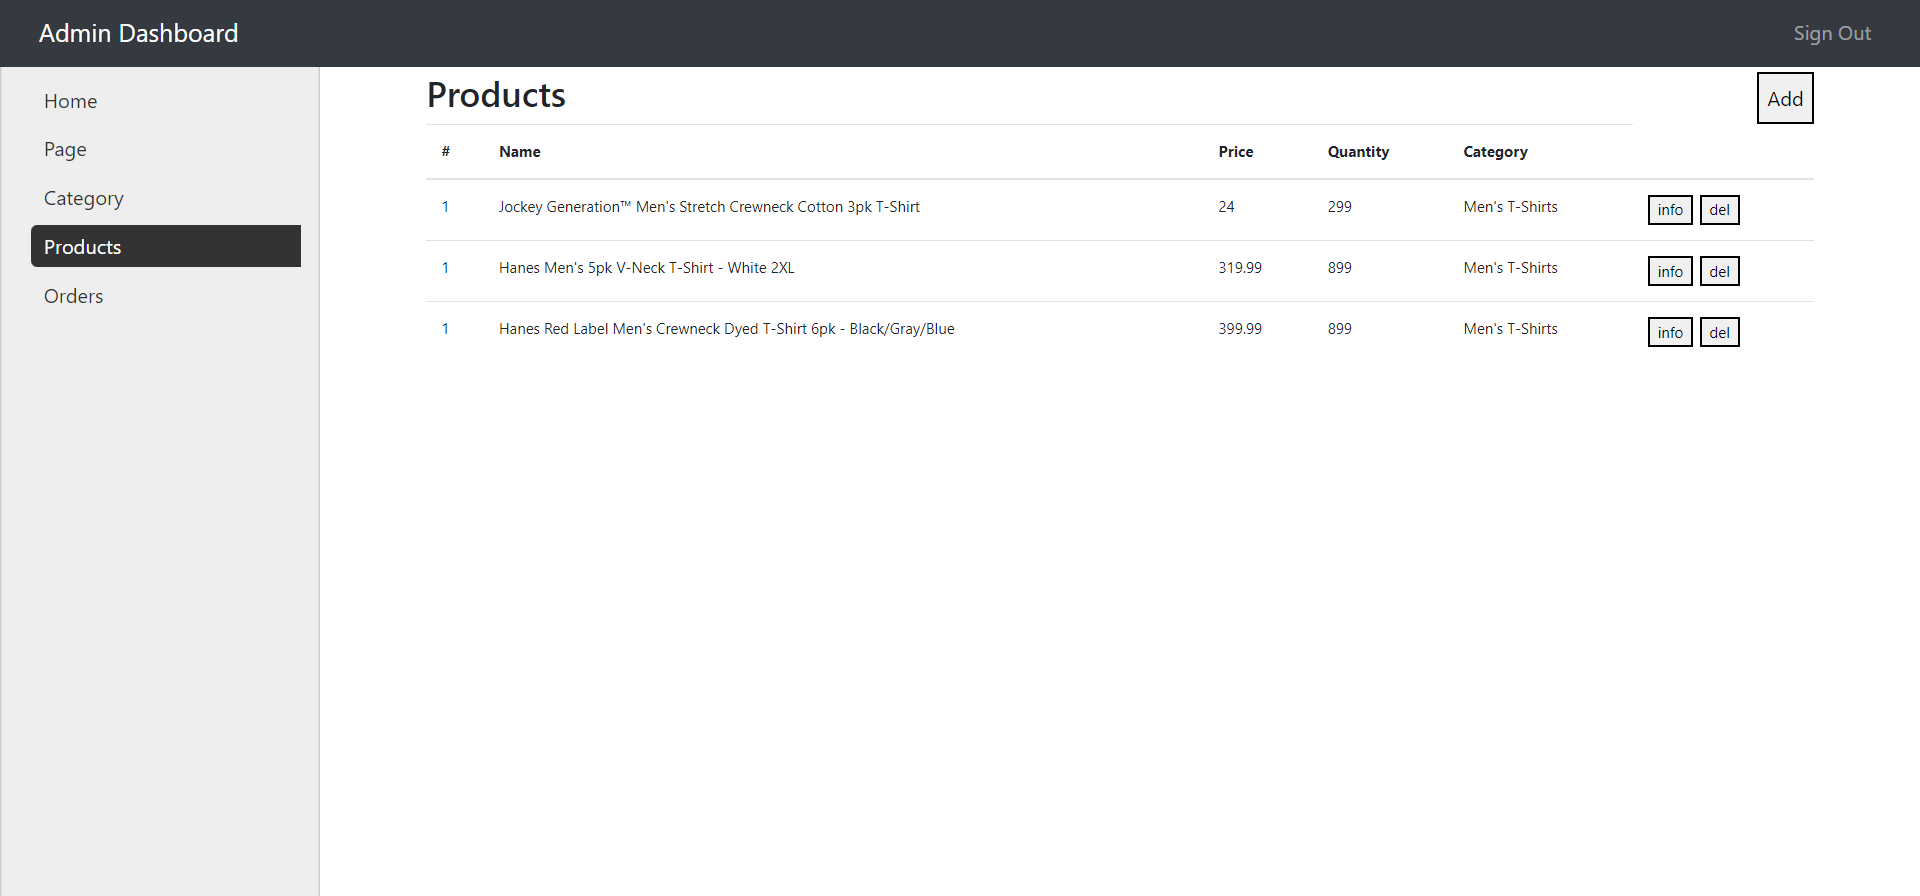 Admin Dashboard Sign Out
Home
Page
Category
Products
Orders
Products Add
# Name Price Quantity Category
1 Jockey Generation™ Men's Stretch Crewneck Cotton 3pk T-Shirt 24 299 Men's T-Shirts info del
1 Hanes Men's 5pk V-Neck T-Shirt - White 2XL 319.99 899 Men's T-Shirts info del
1 Hanes Red Label Men's Crewneck Dyed T-Shirt 6pk - Black/Gray/Blue 399.99 899 Men's T-Shirts info del